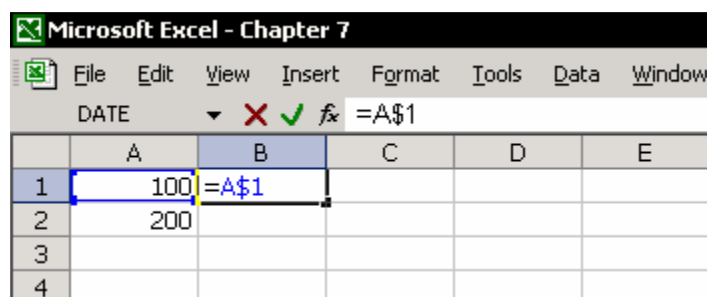 Microsoft Excel - Chapter 7
File Edit View Insert Format Tools Data Window
DATE fx =A$1
A B C D E
1 100 =A$1
2 200
3
4